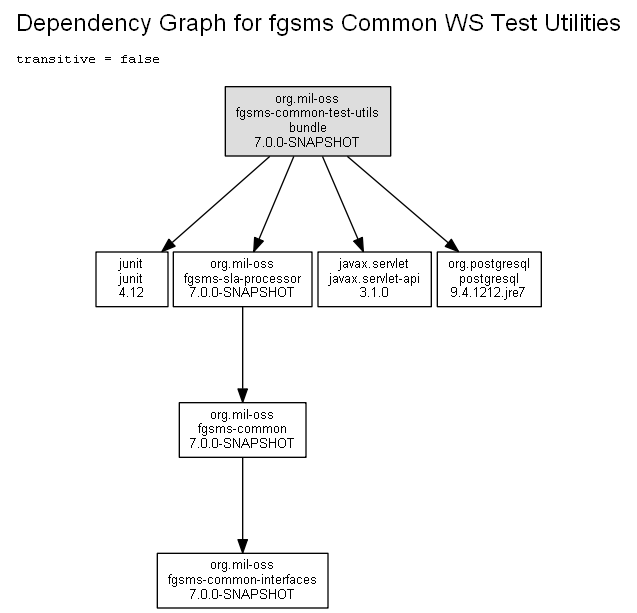 Dependency Graph for fgsms Common WS Test Utilities
transitive = false
org.mil-oss
fgsms-common-test-utils
bundle
7.0.0-SNAPSHOT
junit
junit
4.12
org.mil-oss
fgsms-sla-processor
7.0.0-SNAPSHOT
javax.servlet
javax.servlet-api
3.1.0
org.postgresql
postgresql
9.4.1212.jre7
org.mil-oss
fgsms-common
7.0.0-SNAPSHOT
org.mil-oss
fgsms-common-interfaces
7.0.0-SNAPSHOT